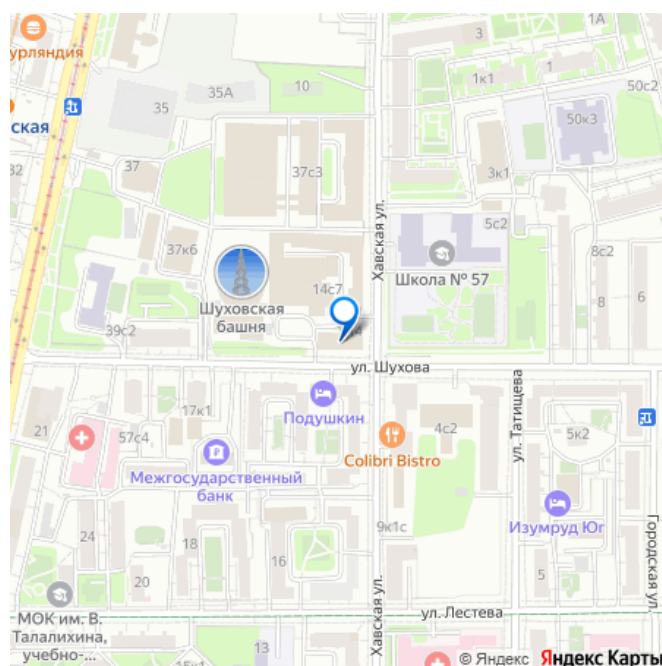 1А
3
урляндия
1к1
1
50с2
35А
10
35
ская
50к3
37с3
37
3к1
32
Хавская ул.
5с2
37к6
Школа № 57
8с2
6
8
14с7
Шуховская
башня
39с2
ул. Шухова
17к1
Подушкин
ул. Татищева
21
57с4
4с2
5к2
Colibri Bistro
Межгосударственный
банк
Изумруд Юг
24
9к1с
18
16
20
5
Городская ул.
Хавская ул.
ул. Лестева
МОК им. В.
Талалихина,
учебно-...
13
15к1
© Яндекс Яндекс Карты